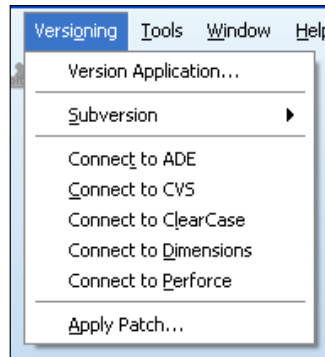 Versioning Tools Window Help
Version Application...
Subversion
Connect to ADE
Connect to CVS
Connect to ClearCase
Connect to Dimensions
Connect to Perforce
Apply Patch...